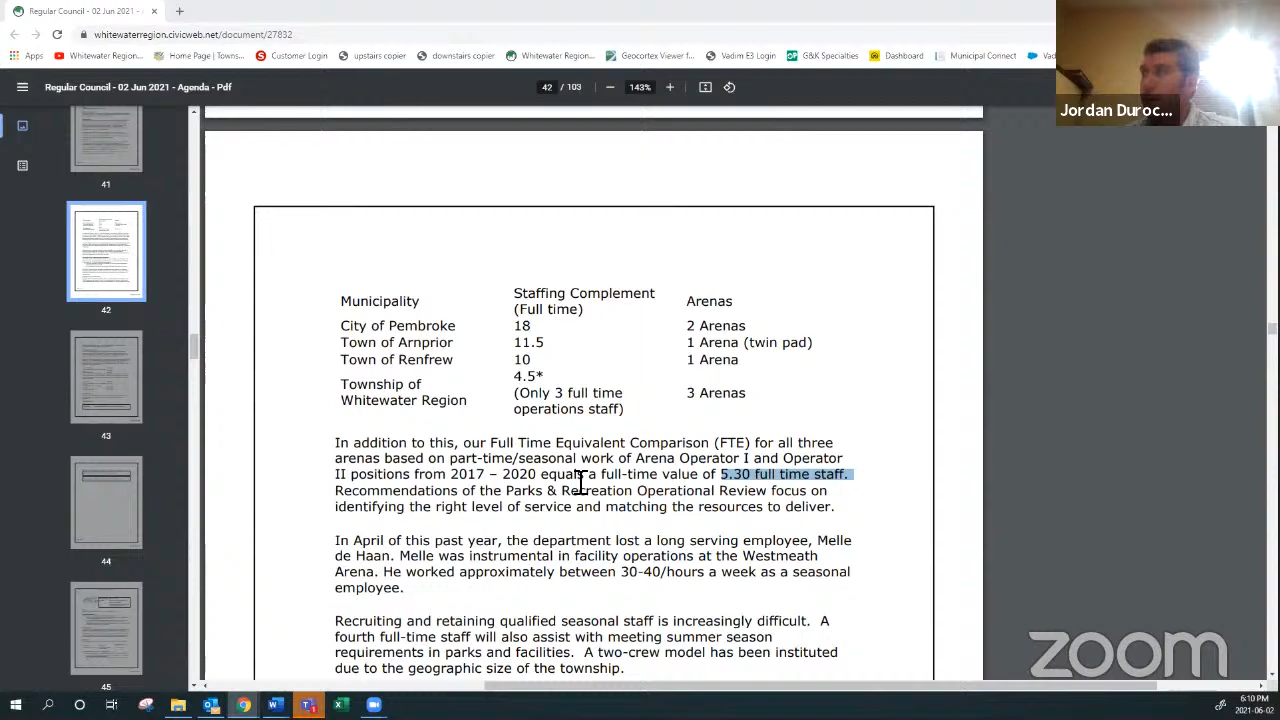 Regular Council - 02 Jun 2021 -
whitewaterregion.civicweb.net/document/27832
Apps
Whitewater Region...
Home Page | Towns...
Customer Login
upstairs copier
downstairs copier
Whitewater Region...
Geocortex Viewer f...
Vadim E3 Login
G&K Specialties
Dashboard
Municipal Connect
Vad
Regular Council - 02 Jun 2021 - Agenda - Pdf
42 / 103
143%
Jordan Duroc...
41
42
43
44
45
Municipality Staffing Complement (Full time) Arenas
City of Pembroke 18 2 Arenas
Town of Arnprior 11.5 1 Arena (twin pad)
Town of Renfrew 10 1 Arena
Township of Whitewater Region 4.5* (Only 3 full time operations staff) 3 Arenas
In addition to this, our Full Time Equivalent Comparison (FTE) for all three
arenas based on part-time/seasonal work of Arena Operator I and Operator
II positions from 2017 – 2020 equals a full-time value of 5.30 full time staff.
Recommendations of the Parks & Recreation Operational Review focus on
identifying the right level of service and matching the resources to deliver.
In April of this past year, the department lost a long serving employee, Melle
de Haan. Melle was instrumental in facility operations at the Westmeath
Arena. He worked approximately between 30-40/hours a week as a seasonal
employee.
Recruiting and retaining qualified seasonal staff is increasingly difficult. A
fourth full-time staff will also assist with meeting summer season
requirements in parks and facilities. A two-crew model has been instituted
due to the geographic size of the township.
zoom
6:10 PM
2021-06-02